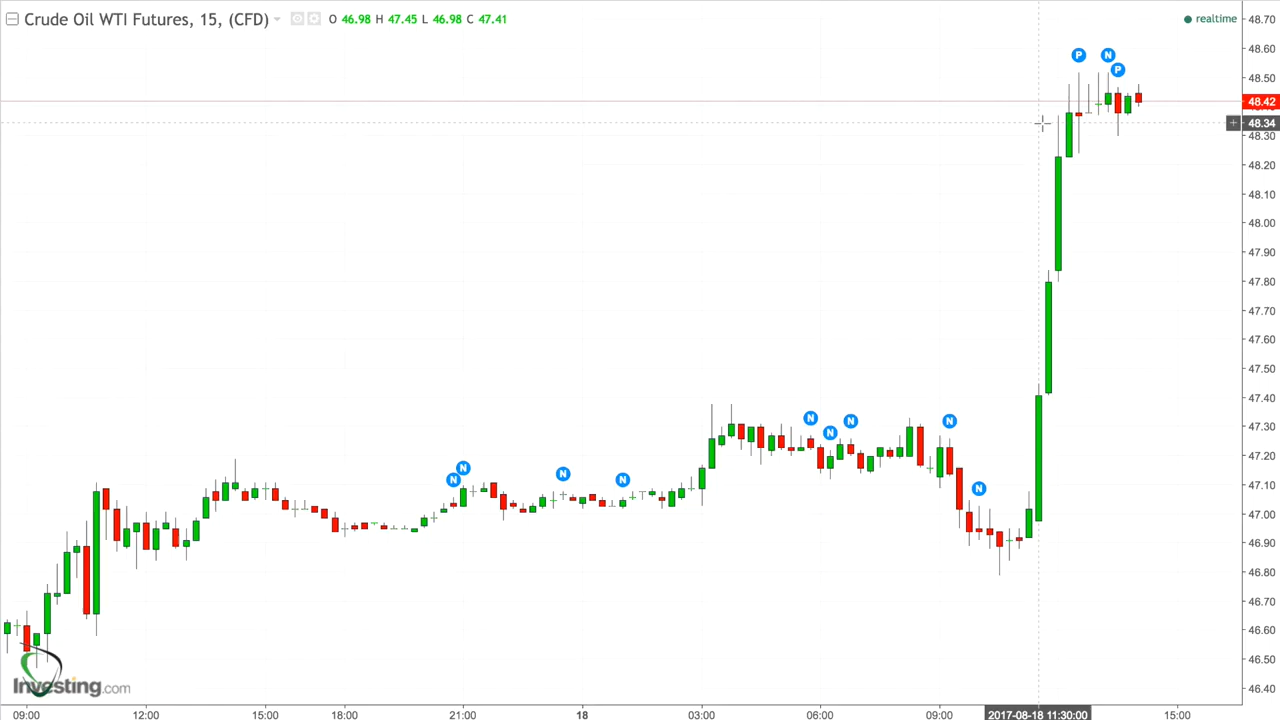 Crude Oil WTI Futures, 15, (CFD) O 46.98 H 47.45 L 46.98 C 47.41
realtime
48.70
48.60
P N
P
48.50
48.42
48.34
48.30
48.20
48.10
48.00
47.90
47.80
47.70
47.60
47.50
47.40
N N N N
47.30
47.20
N N N N
N
47.10
47.00
46.90
46.80
46.70
46.60
46.50
Investing.com
46.40
09:00 12:00 15:00 18:00 21:00 18 03:00 06:00 09:00 2017-08-18 11:30:00 15:00